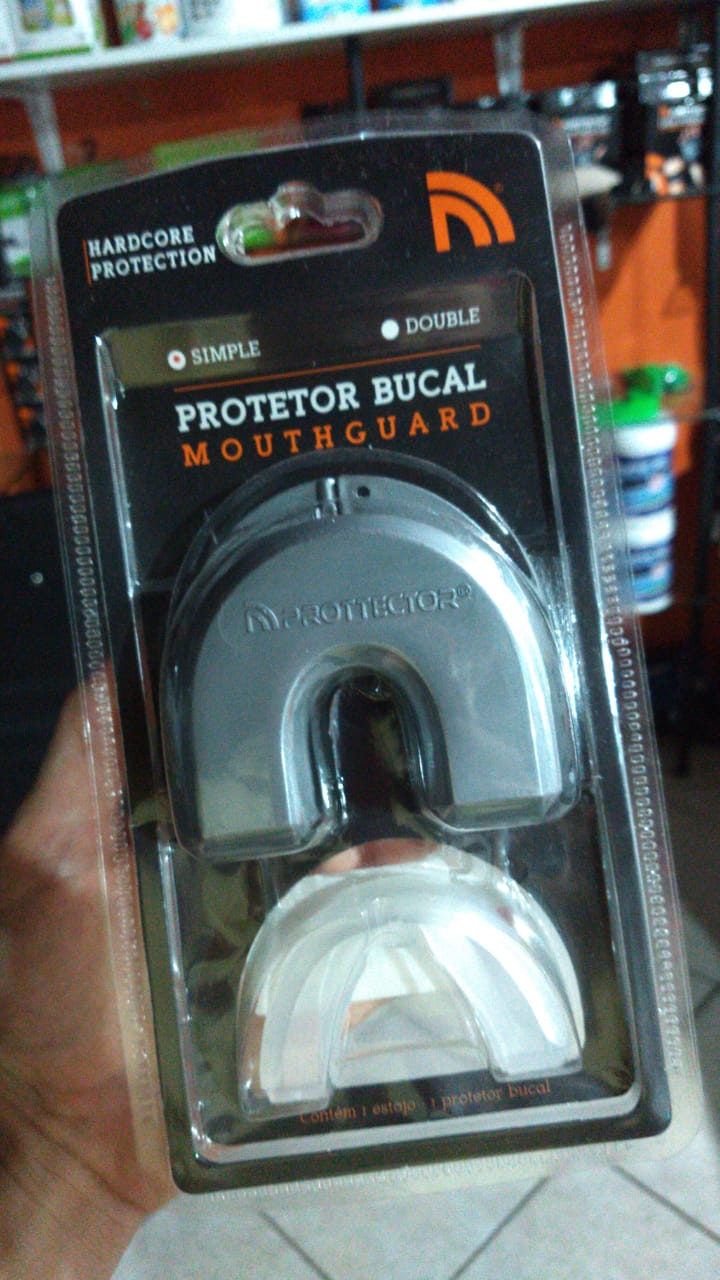 HARDCORE
PROTECTION
SIMPLE
DOUBLE
PROTETOR BUCAL
MOUTHGUARD
PROTTECTOR®
Contém 1 estojo - 1 protetor bucal